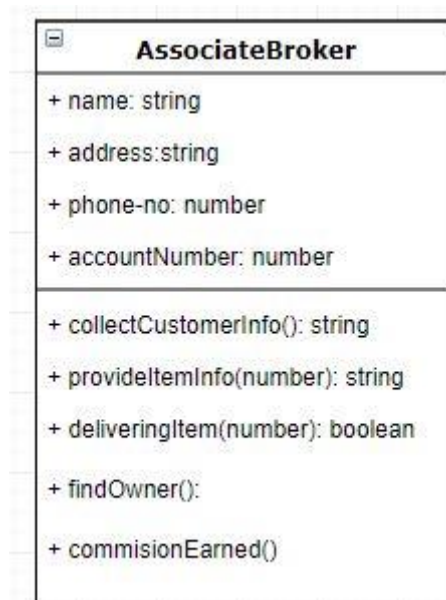 AssociateBroker
+ name: string
+ address:string
+ phone-no: number
+ accountNumber: number
+ collectCustomerInfo(): string
+ provideItemInfo(number): string
+ deliveringItem(number): boolean
+ findOwner():
+ commisionEarned()